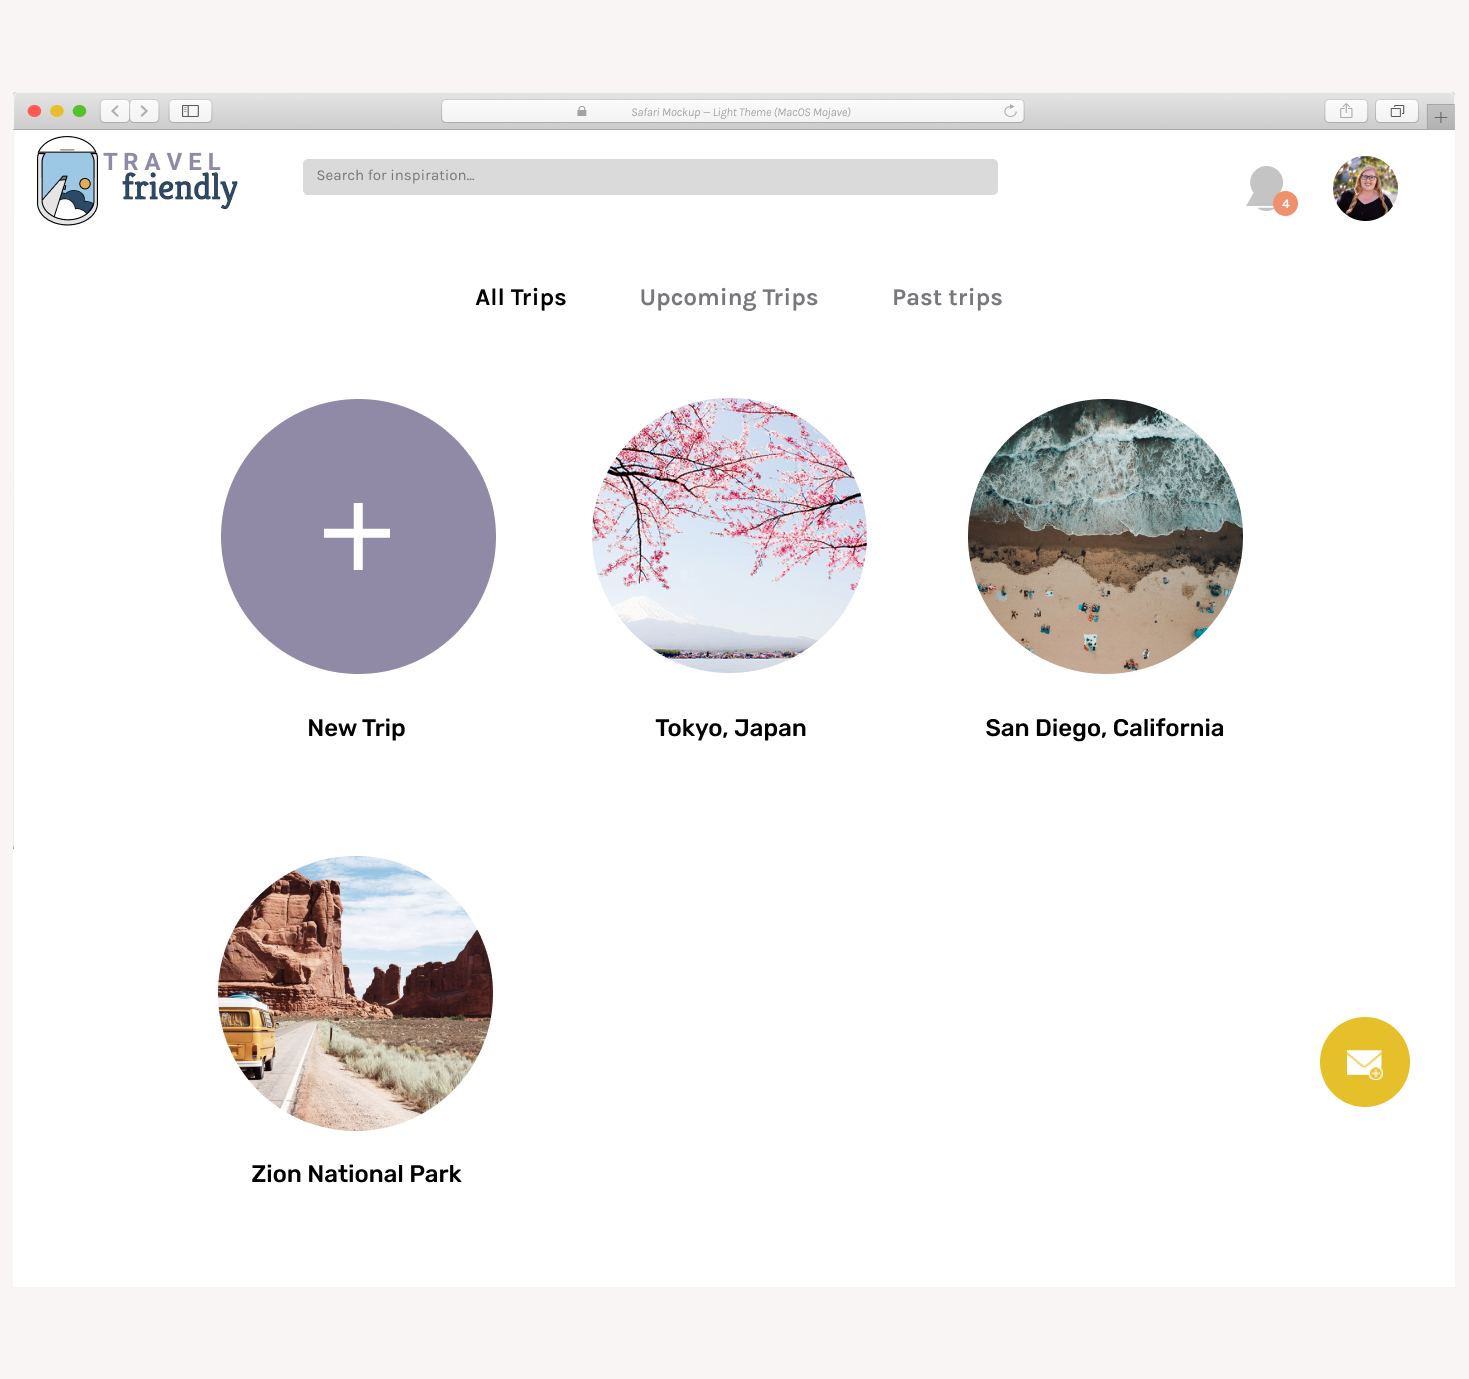 Safari Mockup – Light Theme (MacOS Mojave)
TRAVEL
friendly
Search for inspiration...
4
All Trips
Upcoming Trips
Past trips
New Trip
Tokyo, Japan
San Diego, California
Zion National Park